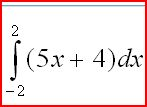 ∫_{-2}^{2} (5x + 4)dx